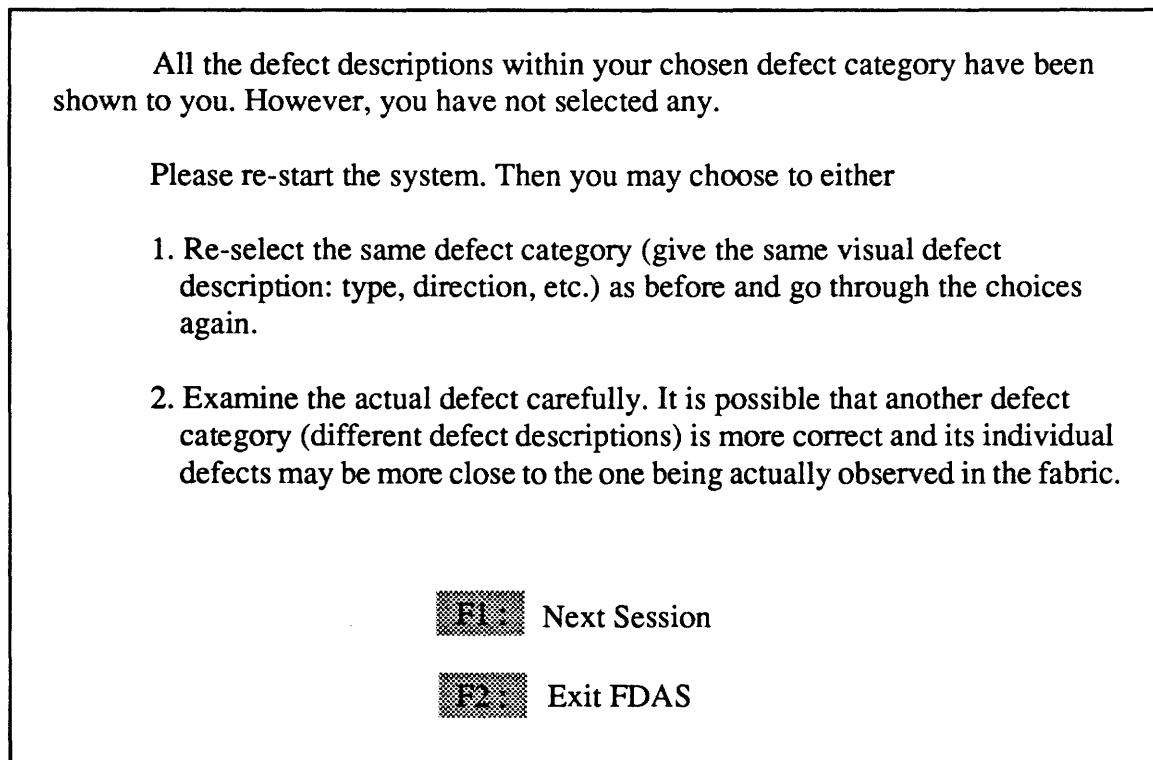 All the defect descriptions within your chosen defect category have been
shown to you. However, you have not selected any.
Please re-start the system. Then you may choose to either
1. Re-select the same defect category (give the same visual defect
description: type, direction, etc.) as before and go through the choices
again.
2. Examine the actual defect carefully. It is possible that another defect
category (different defect descriptions) is more correct and its individual
defects may be more close to the one being actually observed in the fabric.
F1 : Next Session
F2 : Exit FDAS